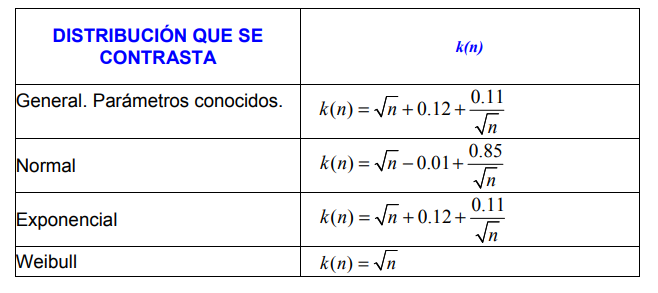 DISTRIBUCIÓN QUE SE
CONTRASTA
k(n)
General. Parámetros conocidos.
k(n) = √n + 0.12 + 0.11/√n
Normal
k(n) = √n − 0.01 + 0.85/√n
Exponencial
k(n) = √n + 0.12 + 0.11/√n
Weibull
k(n) = √n